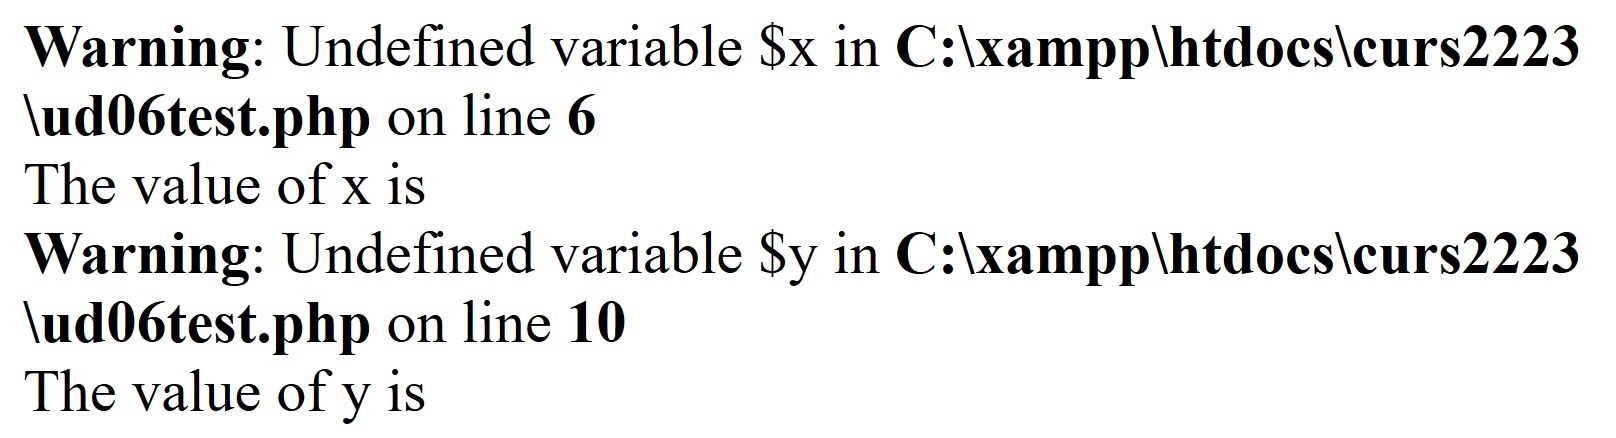 Warning: Undefined variable $x in C:\xampp\htdocs\curs2223
\ud06test.php on line 6
The value of x is
Warning: Undefined variable $y in C:\xampp\htdocs\curs2223
\ud06test.php on line 10
The value of y is